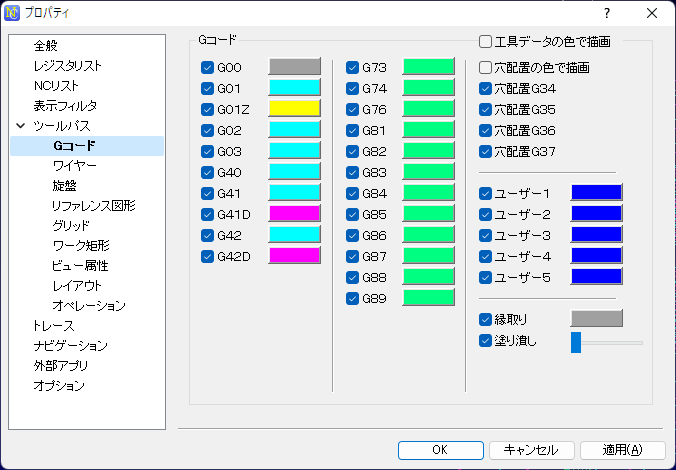 プロパティ
全般
レジスタリスト
NCリスト
表示フィルタ
ツールパス
Gコード
ワイヤー
旋盤
リファレンス図形
グリッド
ワーク矩形
ビュー属性
レイアウト
オペレーション
トレース
ナビゲーション
外部アプリ
オプション
Gコード
G00
G01
G01Z
G02
G03
G40
G41
G41D
G42
G42D
G73
G74
G76
G81
G82
G83
G84
G85
G86
G87
G88
G89
工具データの色で描画
穴配置の色で描画
穴配置G34
穴配置G35
穴配置G36
穴配置G37
ユーザー1
ユーザー2
ユーザー3
ユーザー4
ユーザー5
縁取り
塗り潰し
OK
キャンセル
適用(A)